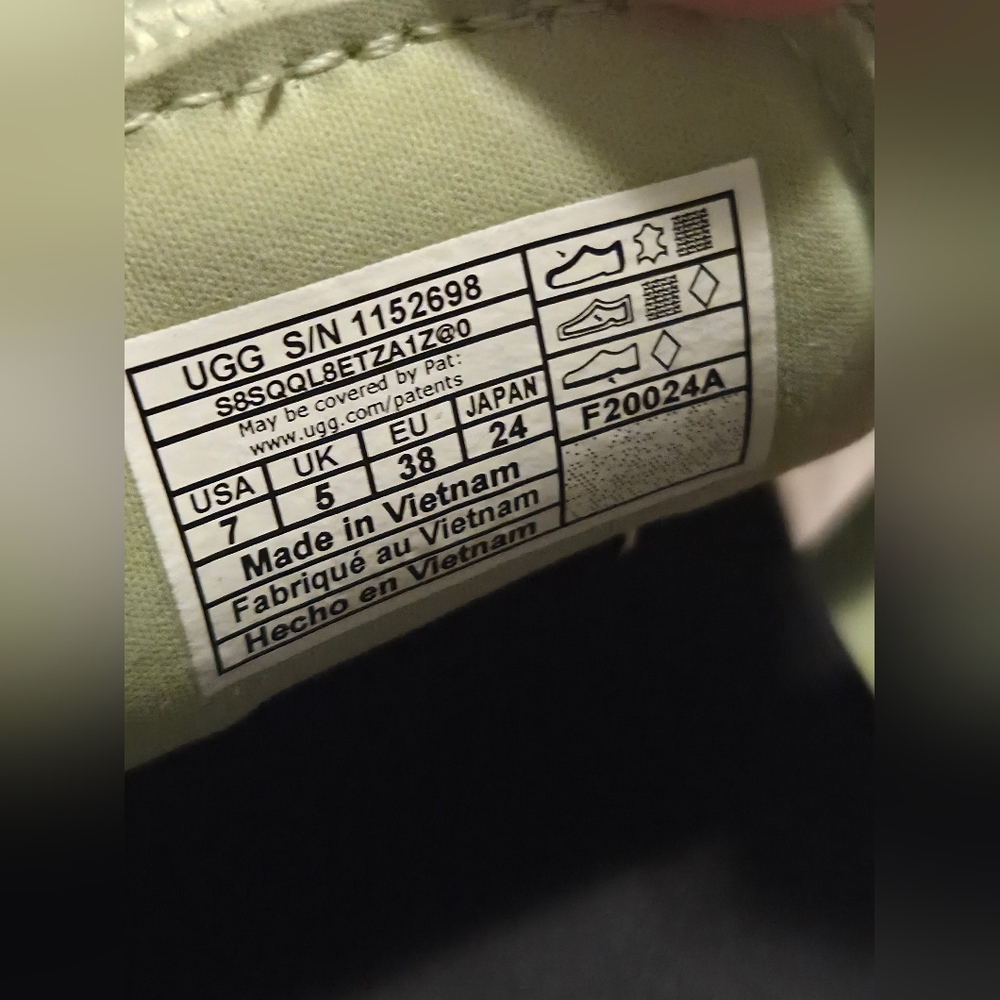 UGG S/N 1152698
S8SQQL8ETZA1Z@0
May be covered by Pat:
www.ugg.com/patents
USA UK EU JAPAN
7 5 38 24
Made in Vietnam
Fabriqué au Vietnam
Hecho en Vietnam
F20024A